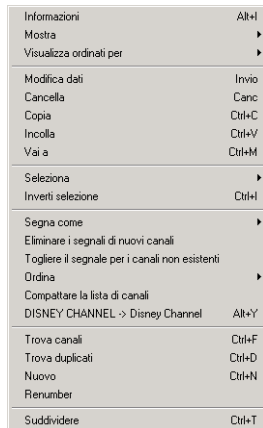 Informazioni Alt+I
Mostra
Visualizza ordinati per
Modifica dati Invio
Cancella Canc
Copia Ctrl+C
Incolla Ctrl+V
Vai a Ctrl+M
Seleziona
Inverti selezione Ctrl+I
Segna come
Eliminare i segnali di nuovi canali
Togliere il segnale per i canali non esistenti
Ordina
Compattare la lista di canali
DISNEY CHANNEL -> Disney Channel Alt+Y
Trova canali Ctrl+F
Trova duplicati Ctrl+D
Nuovo Ctrl+N
Renumber
Suddividere Ctrl+T